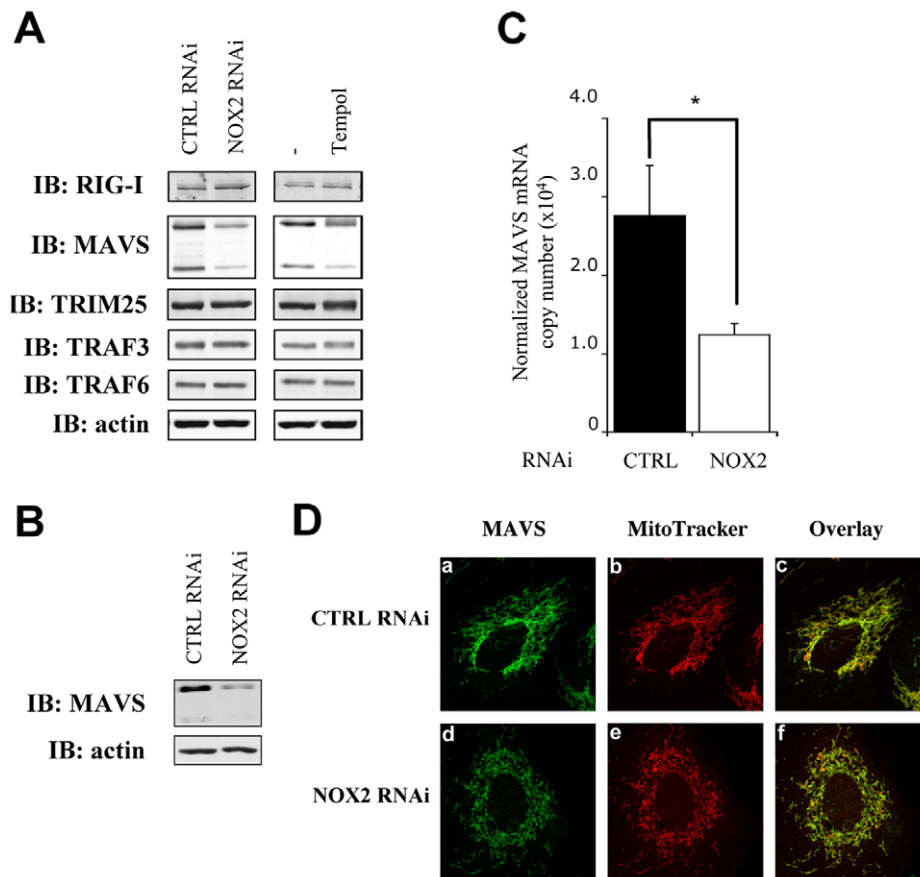 A
CTRL RNAi
NOX2 RNAi
-
Tempol
IB: RIG-I
IB: MAVS
IB: TRIM25
IB: TRAF3
IB: TRAF6
IB: actin
B
CTRL RNAi
NOX2 RNAi
IB: MAVS
IB: actin
C
Normalized MAVS mRNA
copy number (x10⁴)
4.0
3.0
2.0
1.0
0
*
RNAi CTRL NOX2
D
MAVS MitoTracker Overlay
CTRL RNAi
a b c
NOX2 RNAi
d e f